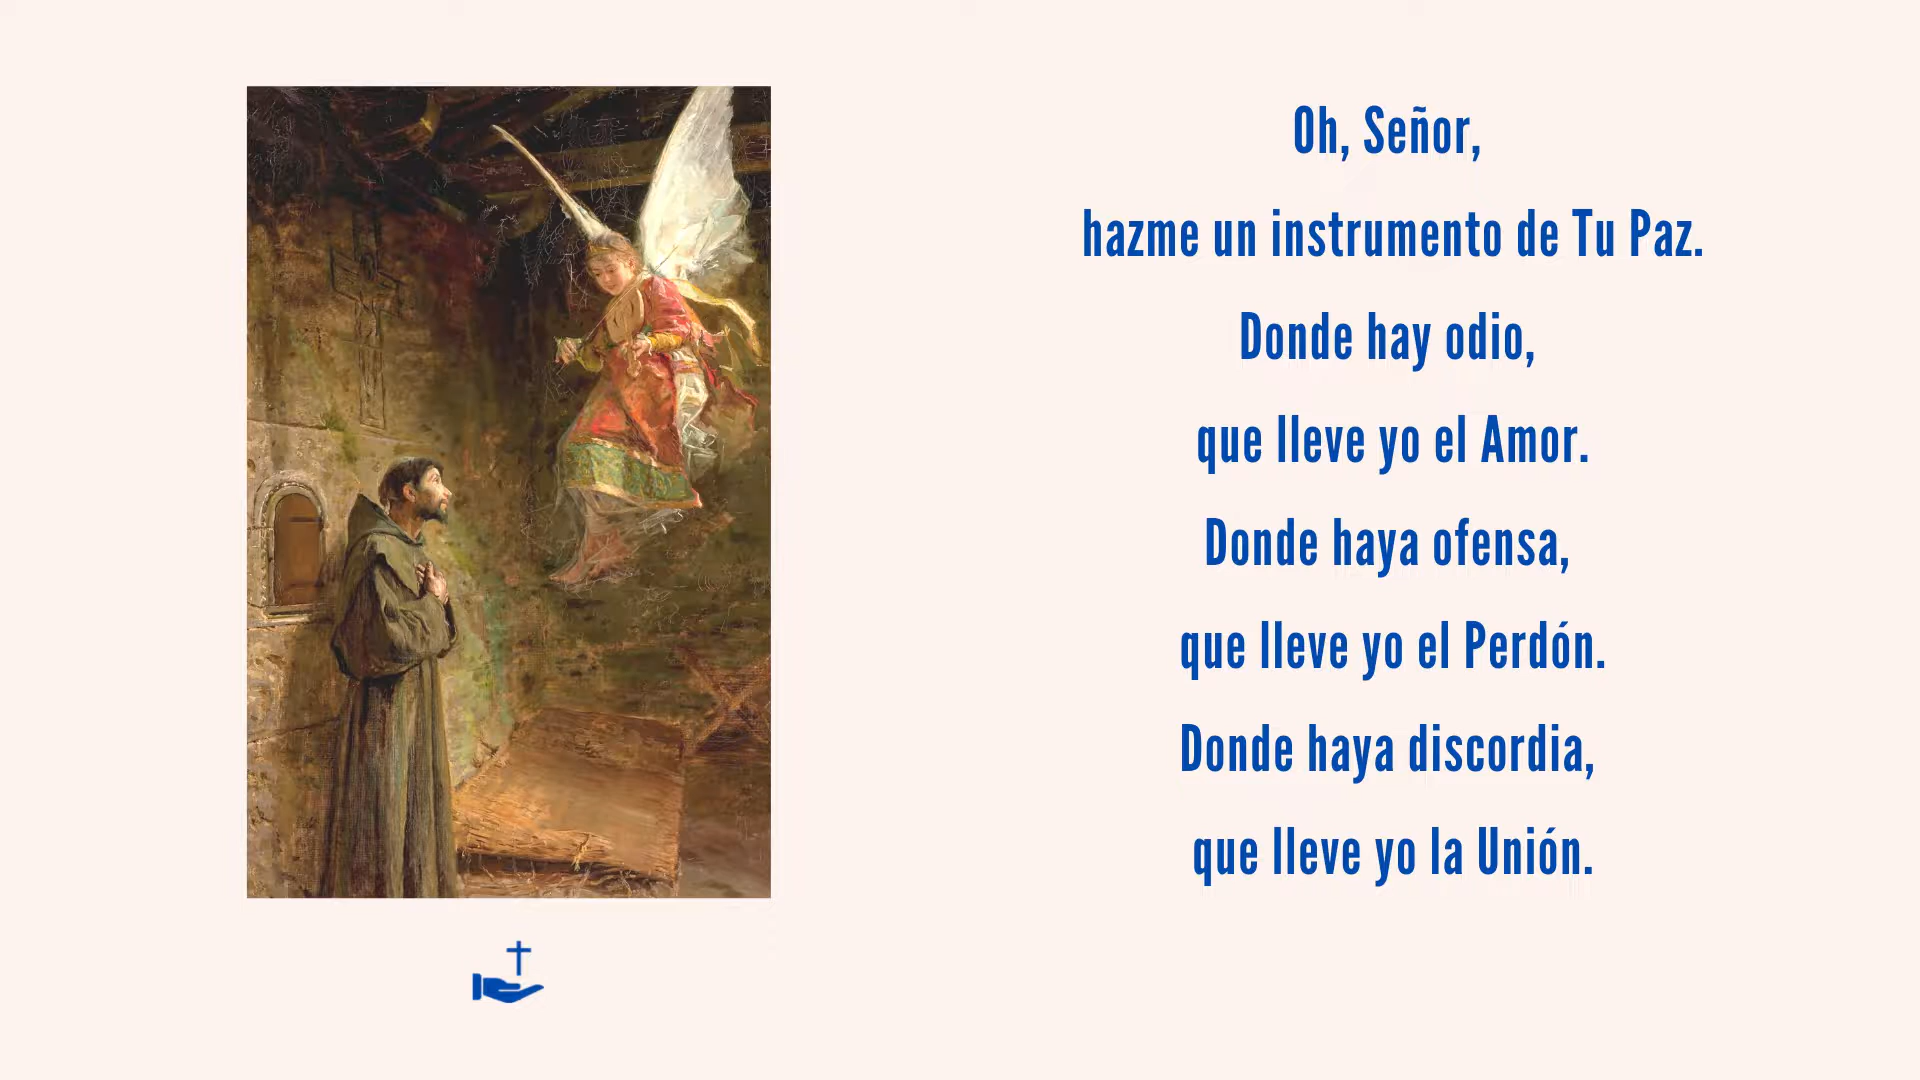 Oh, Señor,
hazme un instrumento de Tu Paz.
Donde hay odio,
que lleve yo el Amor.
Donde haya ofensa,
que lleve yo el Perdón.
Donde haya discordia,
que lleve yo la Unión.